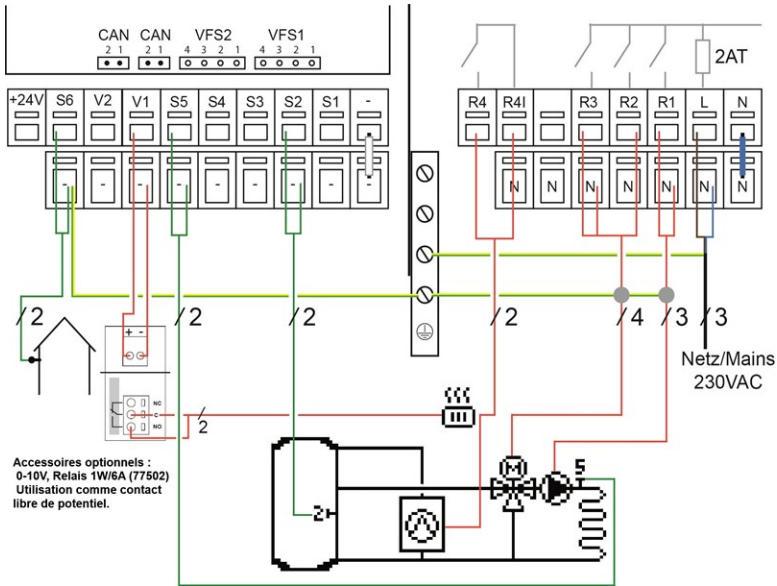 CAN CAN VFS2 VFS1
2 1 2 1 4 3 2 1 4 3 2 1
2AT
+24V S6 V2 V1 S5 S4 S3 S2 S1 -
R4 R4I R3 R2 R1 L N
- - - - - - - - -
N N N N N N N
/2 /2 /2 /2 /4 /3 /3
+ -
Netz/Mains
230VAC
NC
C
NO
/2
Accessoires optionnels :
0-10V, Relais 1W/6A (77502)
Utilisation comme contact
libre de potentiel.
M
S
2